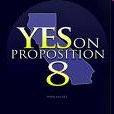 YES ON
PROPOSITION
8